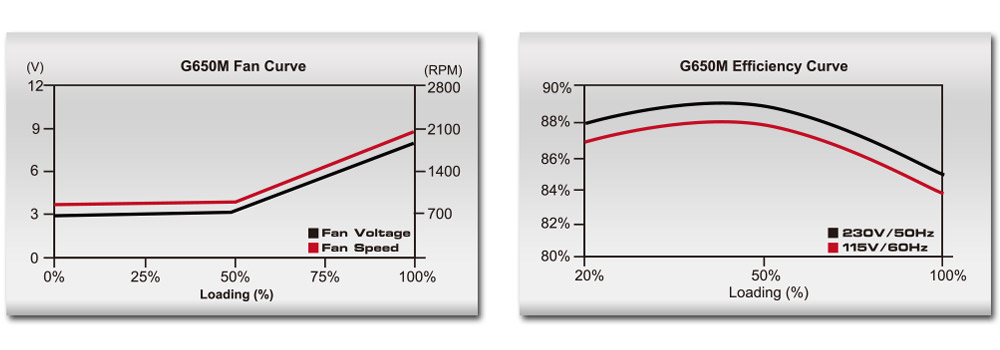 G650M Fan Curve
(V)
(RPM)
12
2800
9
2100
6
1400
3
700
0
Fan Voltage
Fan Speed
0% 25% 50% 75% 100%
Loading (%)
G650M Efficiency Curve
90%
88%
86%
84%
82%
80%
230V/50Hz
115V/60Hz
20% 50% 100%
Loading (%)